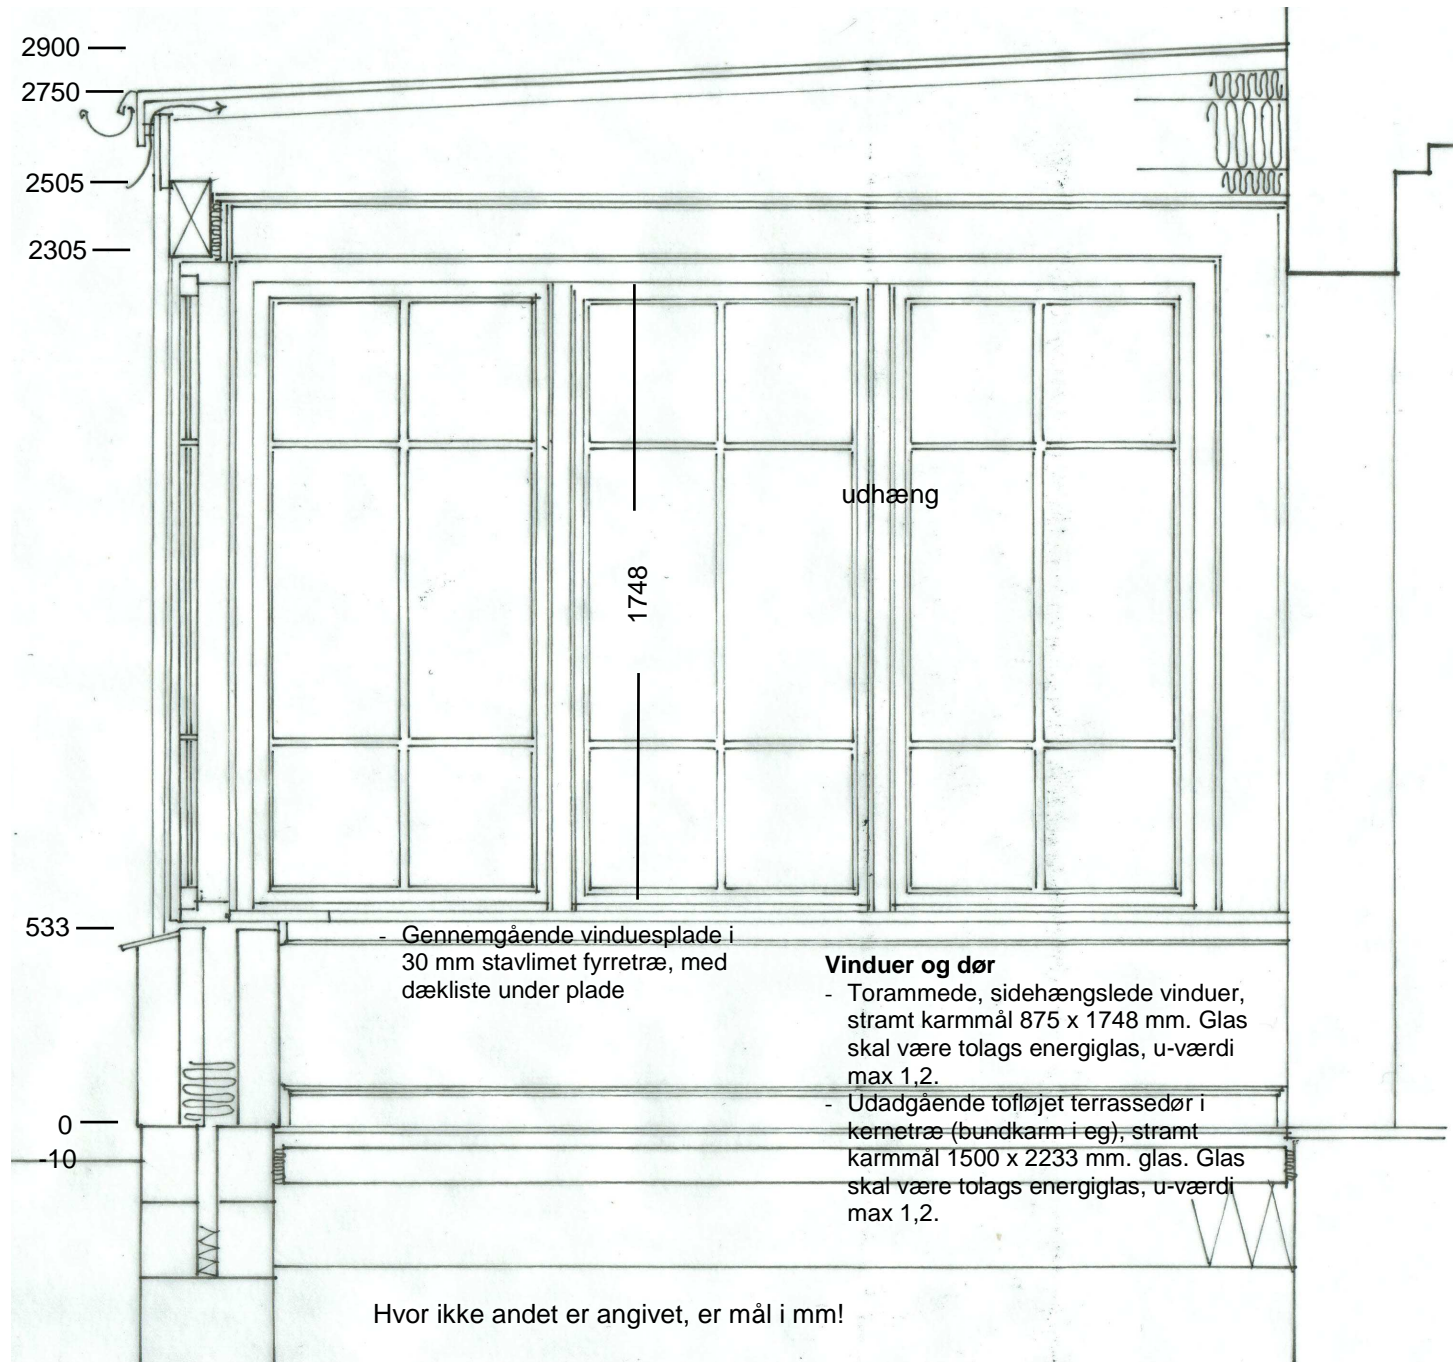 2900
2750
2505
2305
udhæng
1748
533
- Gennemgående vinduesplade i
30 mm stavlimet fyrretræ, med
dækliste under plade
Vinduer og dør
- Torammede, sidehængslede vinduer,
stramt karmmål 875 x 1748 mm. Glas
skal være tolags energiglas, u-værdi
max 1,2.
- Udadgående tofløjet terrassedør i
kernetræ (bundkarm i eg), stramt
karmmål 1500 x 2233 mm. glas. Glas
skal være tolags energiglas, u-værdi
max 1,2.
0
-10
Hvor ikke andet er angivet, er mål i mm!